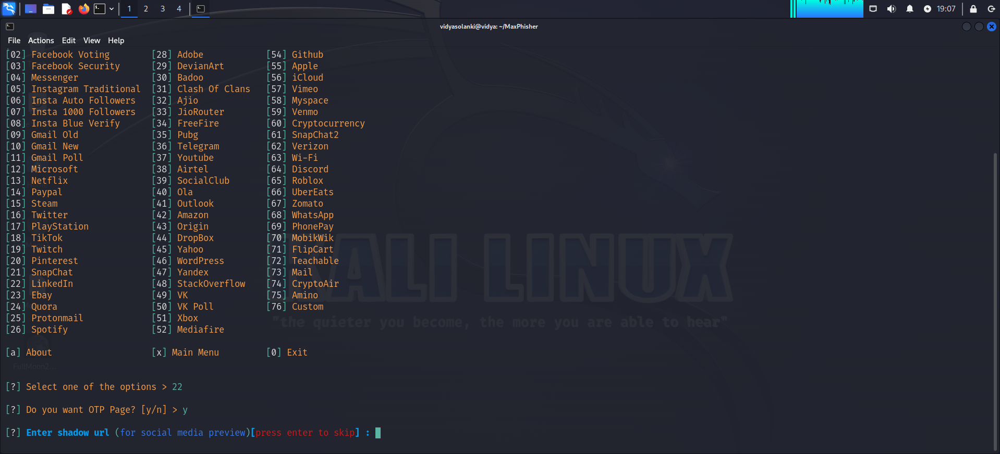 1 2 3 4 19:07
vidyasolanki@vidya: ~/MaxPhisher
File Actions Edit View Help
[02] Facebook Voting [28] Adobe [54] Github
[03] Facebook Security [29] DevianArt [55] Apple
[04] Messenger [30] Badoo [56] iCloud
[05] Instagram Traditional [31] Clash Of Clans [57] Vimeo
[06] Insta Auto Followers [32] Ajio [58] Myspace
[07] Insta 1000 Followers [33] JioRouter [59] Venmo
[08] Insta Blue Verify [34] FreeFire [60] Cryptocurrency
[09] Gmail Old [35] Pubg [61] SnapChat2
[10] Gmail New [36] Telegram [62] Verizon
[11] Gmail Poll [37] Youtube [63] Wi-Fi
[12] Microsoft [38] Airtel [64] Discord
[13] Netflix [39] SocialClub [65] Roblox
[14] Paypal [40] Ola [66] UberEats
[15] Steam [41] Outlook [67] Zomato
[16] Twitter [42] Amazon [68] WhatsApp
[17] PlayStation [43] Origin [69] PhonePay
[18] TikTok [44] DropBox [70] MobikWik
[19] Twitch [45] Yahoo [71] FlipCart
[20] Pinterest [46] WordPress [72] Teachable
[21] SnapChat [47] Yandex [73] Mail
[22] LinkedIn [48] StackOverflow [74] CryptoAir
[23] Ebay [49] VK [75] Amino
[24] Quora [50] VK Poll [76] Custom
[25] Protonmail [51] Xbox
[26] Spotify [52] Mediafire
KALI LINUX
"the quieter you become, the more you are able to hear"
[a] About [x] Main Menu [0] Exit
FullMoon2...
[?] Select one of the options > 22
[?] Do you want OTP Page? [y/n] > y
[?] Enter shadow url (for social media preview)[press enter to skip] :